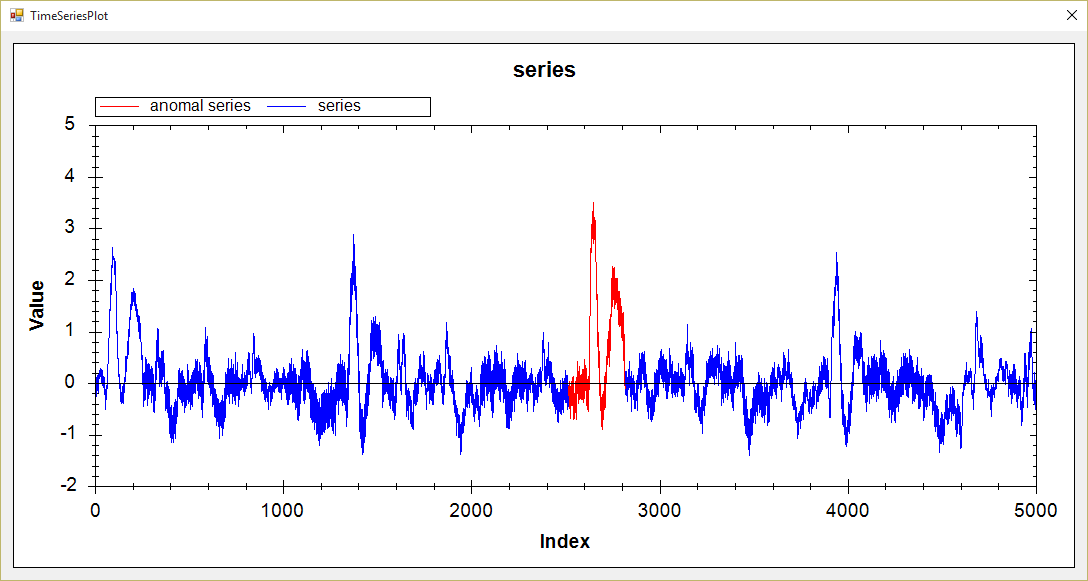 TimeSeriesPlot
series
anomal series series
5
4
3
2
1
0
-1
-2
Value
0 1000 2000 3000 4000 5000
Index